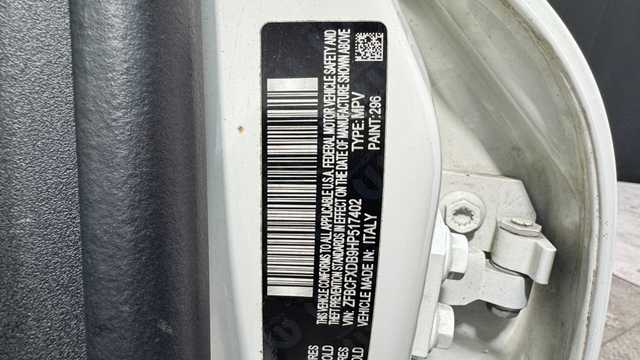 THIS VEHICLE CONFORMS TO ALL APPLICABLE U.S.A. FEDERAL MOTOR VEHICLE SAFETY AND
THEFT PREVENTION STANDARDS IN EFFECT ON THE DATE OF MANUFACTURE SHOWN ABOVE
VIN: ZFBCFXDB9HP517402 TYPE: MPV
VEHICLE MADE IN: ITALY PAINT: 296